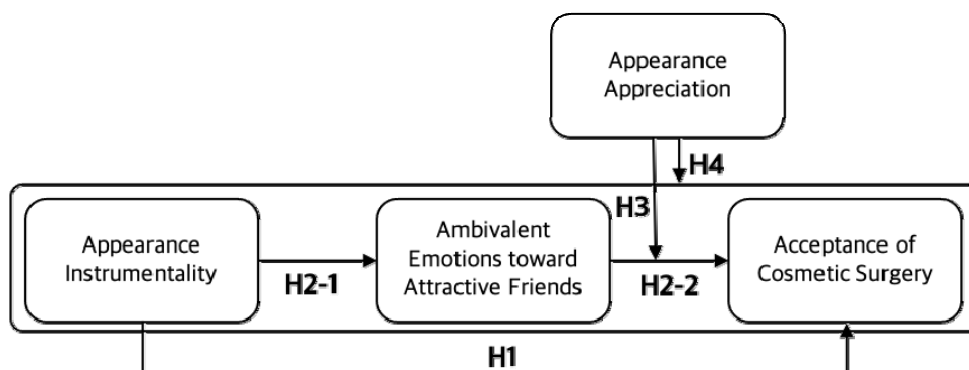 Appearance
Appreciation
H4
H3
Appearance
Instrumentality
H2-1
Ambivalent
Emotions toward
Attractive Friends
H2-2
Acceptance of
Cosmetic Surgery
H1